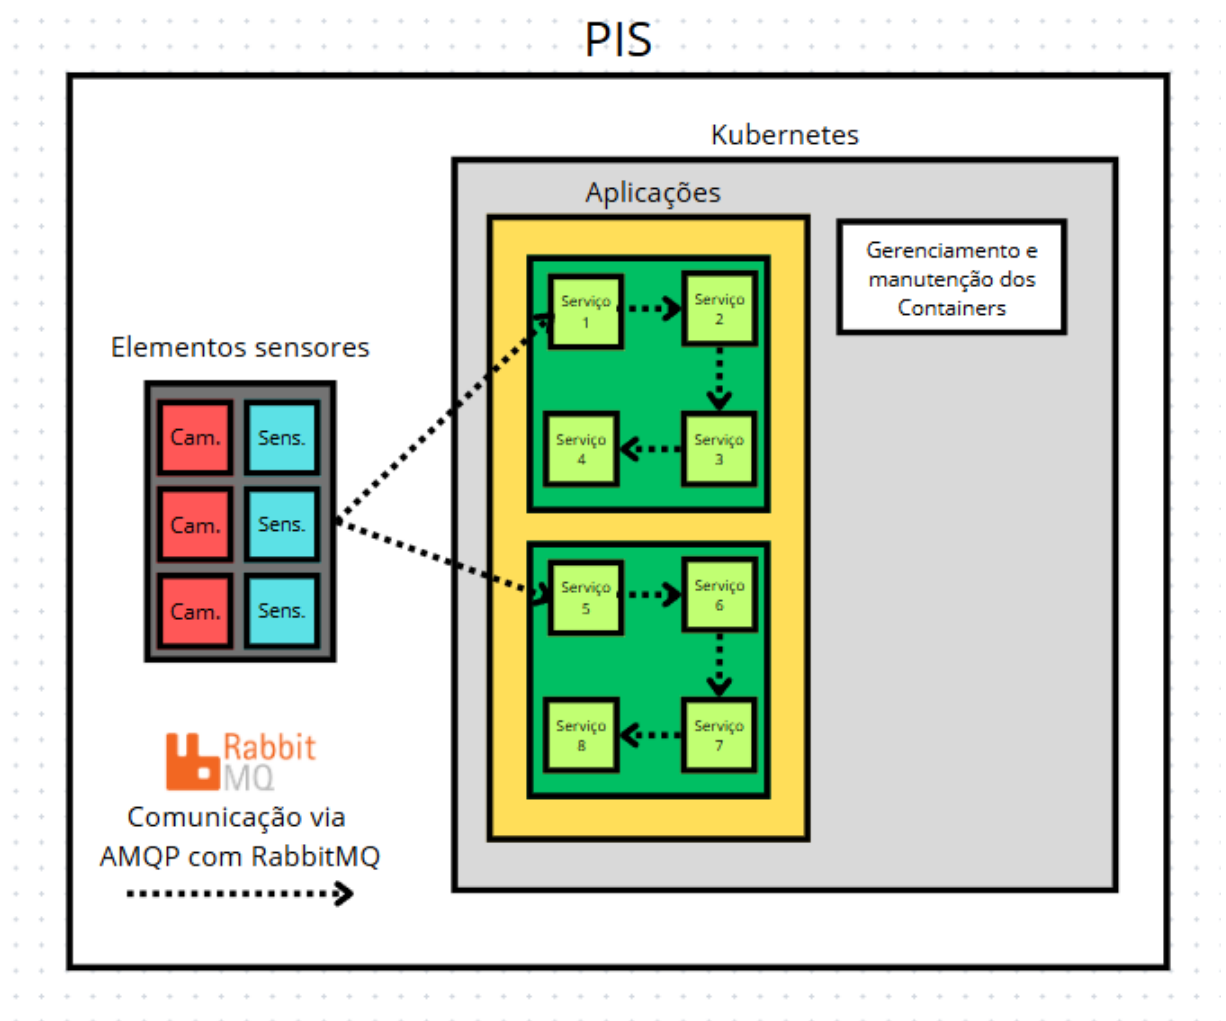 PIS
Kubernetes
Aplicações
Gerenciamento e
manutenção dos
Containers
Serviço
1
Serviço
2
Serviço
4
Serviço
3
Elementos sensores
Cam.
Sens.
Cam.
Sens.
Cam.
Sens.
Serviço
5
Serviço
6
Serviço
8
Serviço
7
Rabbit
MQ
Comunicação via
AMQP com RabbitMQ